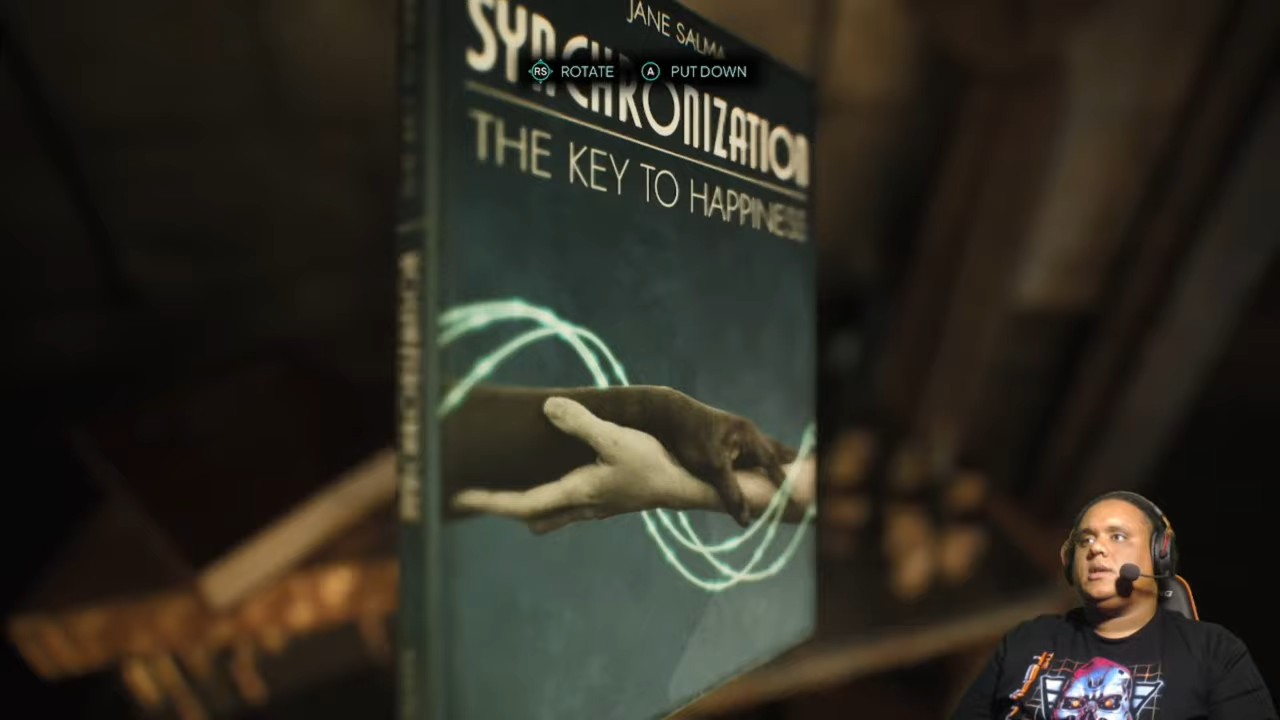 JANE SALMA
SYNCHRONIZATION
RS ROTATE A PUT DOWN
THE KEY TO HAPPINESS